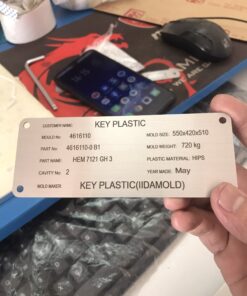 CUSTOMER NAME: KEY PLASTIC
MOULD No: 4616110 MOLD SIZE: 550x420x510
PART No: 4616110-0 B1 MOLD WEIGHT: 720 kg
PART NAME: HEM 7121 GH 3 PLASTIC MATERIAL: HIPS
CAVITY No: 2 YEAR MADE: May
MOLD MAKER: KEY PLASTIC(IIDAMOLD)